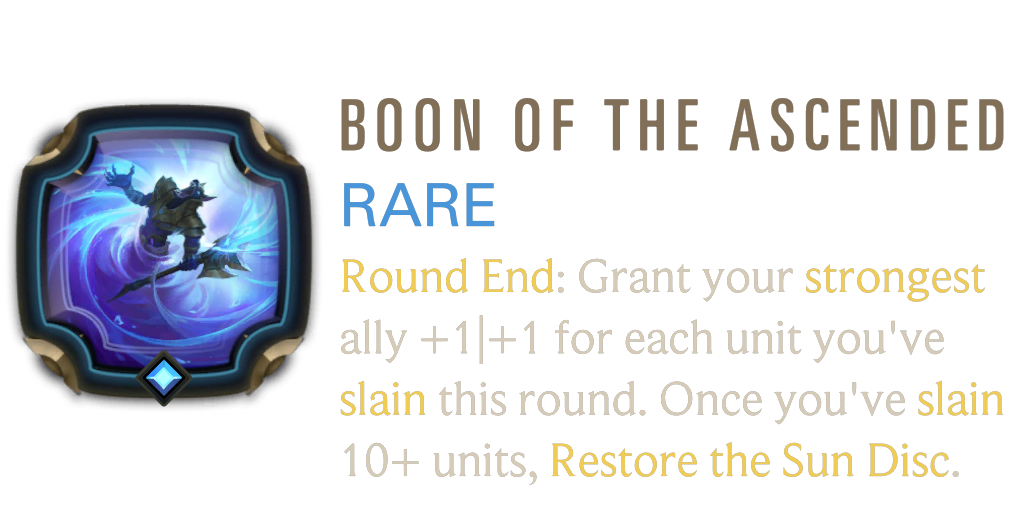 BOON OF THE ASCENDED
RARE
Round End: Grant your strongest
ally +1|+1 for each unit you've
slain this round. Once you've slain
10+ units, Restore the Sun Disc.